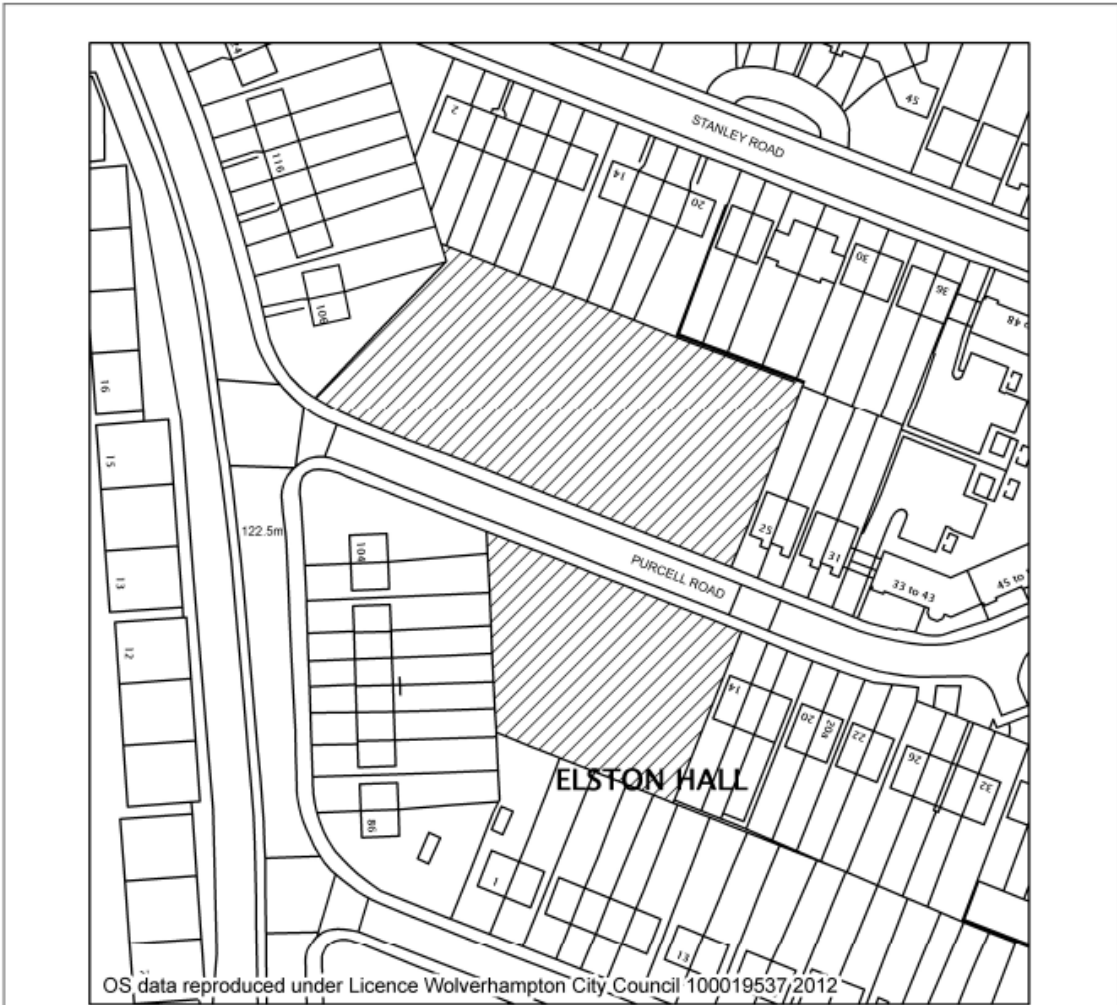 45
STANLEY ROAD
2
116
14
20
30
36
106
16
15
122.5m
104
25
31
PURCELL ROAD
33 to 43
45 to
13
12
14
20
20a
22
26
32
ELSTON HALL
86
1
13
OS data reproduced under Licence Wolverhampton City Council 100019537 2012